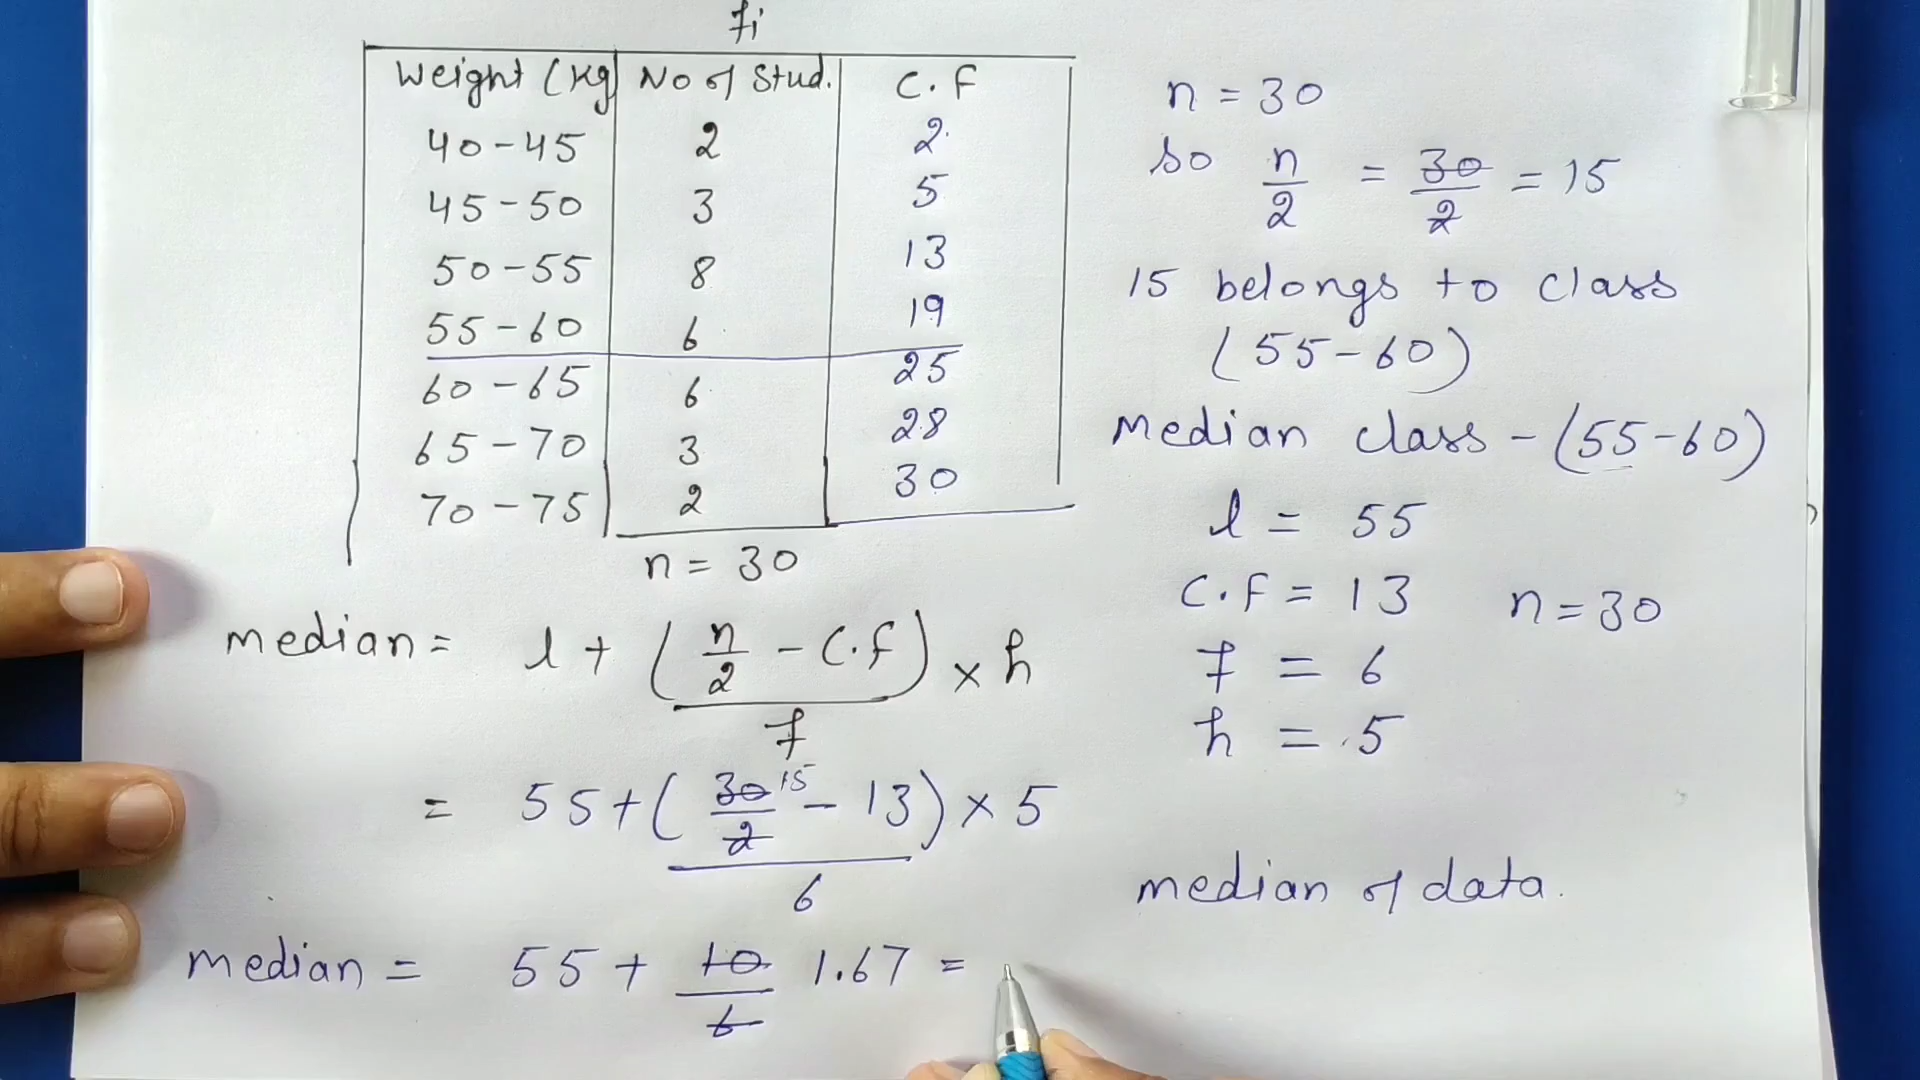 fi
Weight (Kg) No of Stud. C.F
40-45 2 2
45-50 3 5
50-55 8 13
55-60 6 19
60-65 6 25
65-70 3 28
70-75 2 30
n = 30
median = l + (n/2 - C.f) × h
f
= 55 + (30/2 15 - 13) × 5
6
median = 55 + 10/6 1.67 =
n = 30
so n/2 = 30/2 = 15
15 belongs to class
(55-60)
median class - (55-60)
l = 55
C.F = 13 n = 30
f = 6
h = 5
median of data.